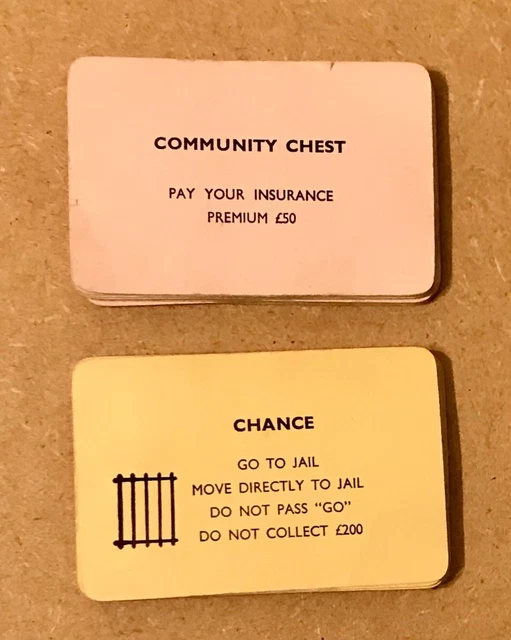 COMMUNITY CHEST
PAY YOUR INSURANCE
PREMIUM £50
CHANCE
GO TO JAIL
MOVE DIRECTLY TO JAIL
DO NOT PASS “GO”
DO NOT COLLECT £200